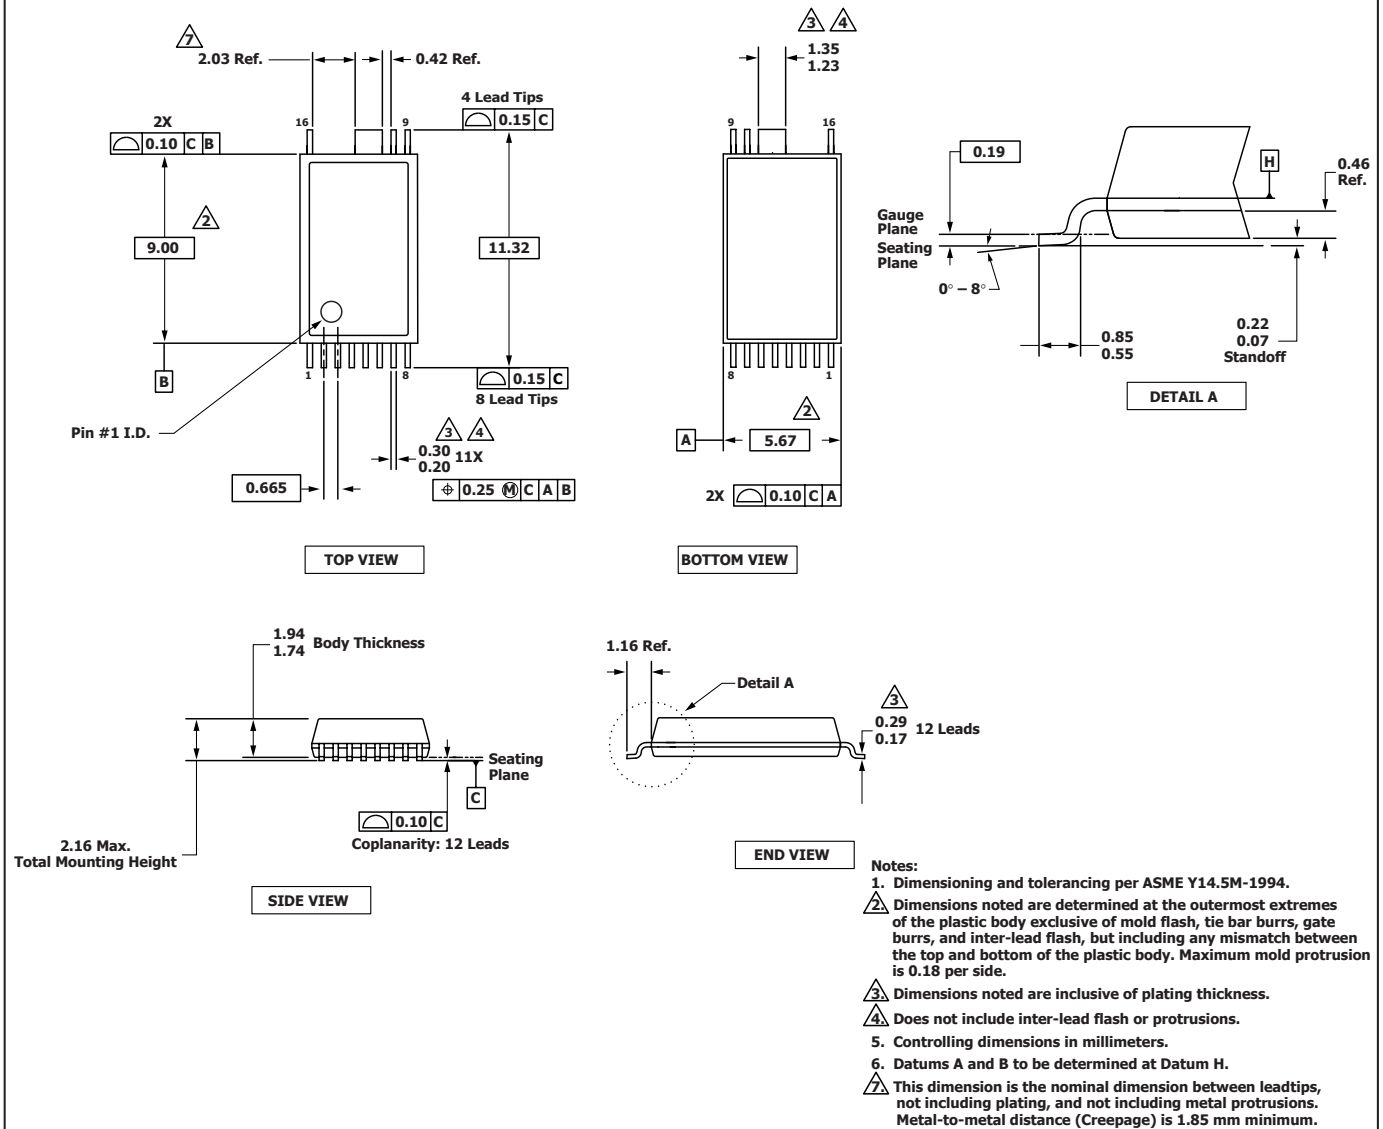 7
2.03 Ref.
0.42 Ref.
4 Lead Tips
0.15 C
2X
0.10 C B
16
9
2
9.00
11.32
B
1
8
0.15 C
8 Lead Tips
Pin #1 I.D.
3 4
0.30
0.20
11X
0.665
0.25 M C A B
TOP VIEW
3 4
1.35
1.23
9
16
8
1
2
A
5.67
2X 0.10 C A
BOTTOM VIEW
0.19
H
0.46
Ref.
Gauge
Plane
Seating
Plane
0° – 8°
0.85
0.55
0.22
0.07
Standoff
DETAIL A
1.94
1.74
Body Thickness
Seating
Plane
C
0.10 C
Coplanarity: 12 Leads
2.16 Max.
Total Mounting Height
SIDE VIEW
1.16 Ref.
Detail A
3
0.29
0.17
12 Leads
END VIEW
Notes:
1. Dimensioning and tolerancing per ASME Y14.5M-1994.
2. Dimensions noted are determined at the outermost extremes
of the plastic body exclusive of mold flash, tie bar burrs, gate
burrs, and inter-lead flash, but including any mismatch between
the top and bottom of the plastic body. Maximum mold protrusion
is 0.18 per side.
3. Dimensions noted are inclusive of plating thickness.
4. Does not include inter-lead flash or protrusions.
5. Controlling dimensions in millimeters.
6. Datums A and B to be determined at Datum H.
7. This dimension is the nominal dimension between leadtips,
not including plating, and not including metal protrusions.
Metal-to-metal distance (Creepage) is 1.85 mm minimum.